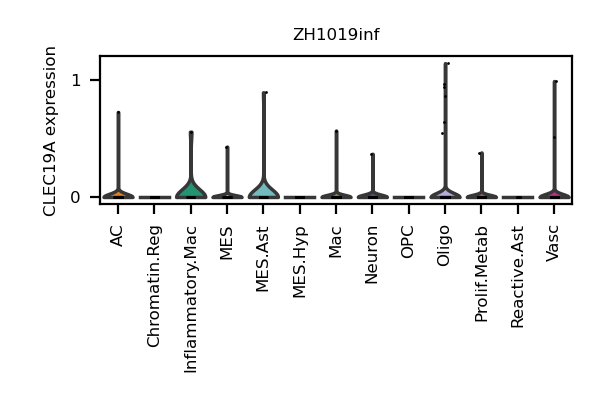 ZH1019inf
CLEC19A expression
1
0
AC
Chromatin.Reg
Inflammatory.Mac
MES
MES.Ast
MES.Hyp
Mac
Neuron
OPC
Oligo
Prolif.Metab
Reactive.Ast
Vasc